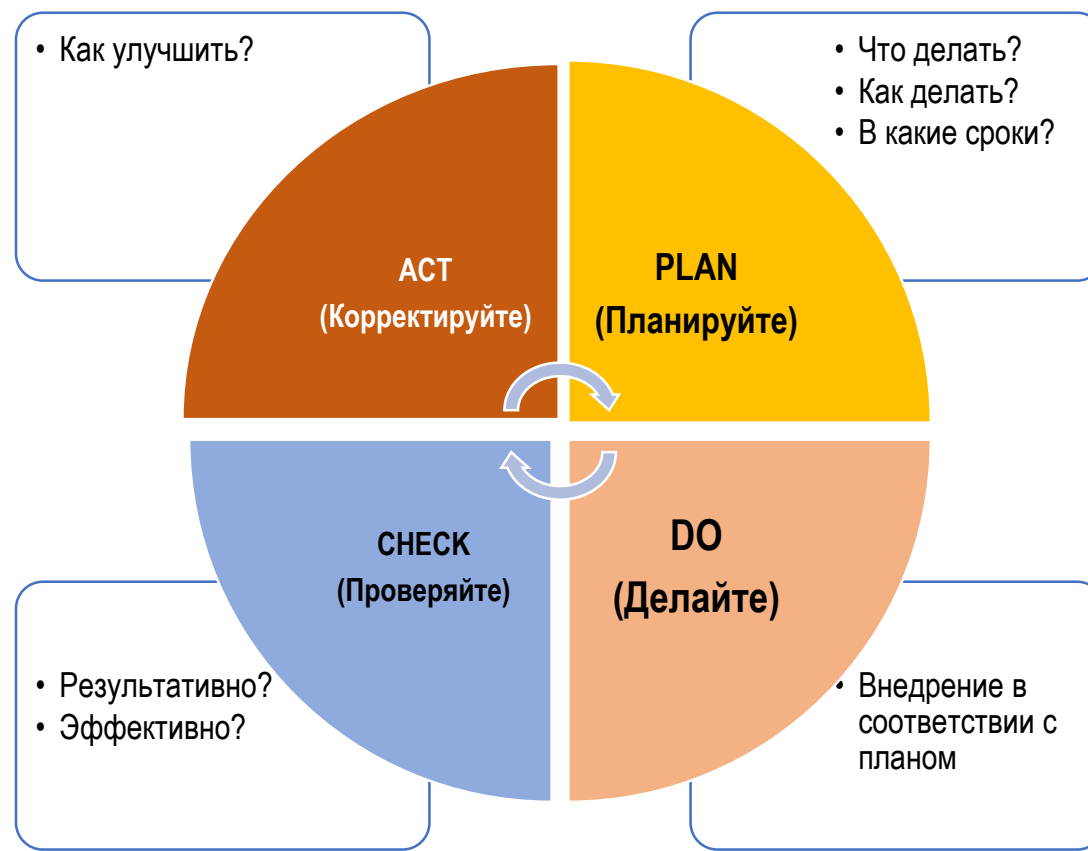 • Как улучшить?
• Что делать?
• Как делать?
• В какие сроки?
ACT
(Корректируйте)
PLAN
(Планируйте)
CHECK
(Проверяйте)
DO
(Делайте)
• Результативно?
• Эффективно?
• Внедрение в
соответствии с
планом